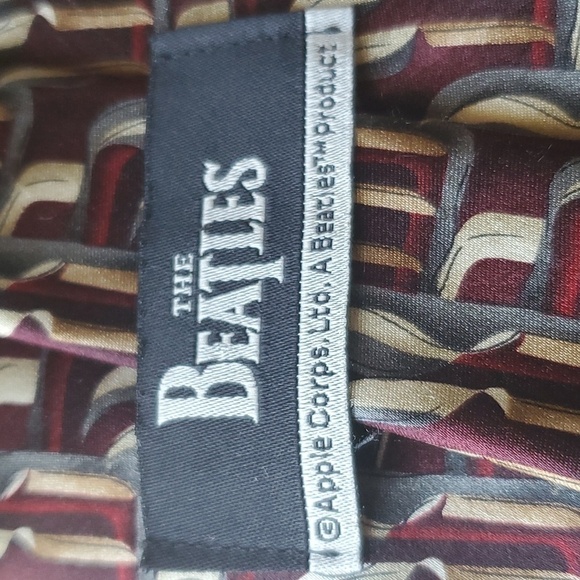 THE
BEATLES
©Apple Corps. Ltd. A Beatles™ product